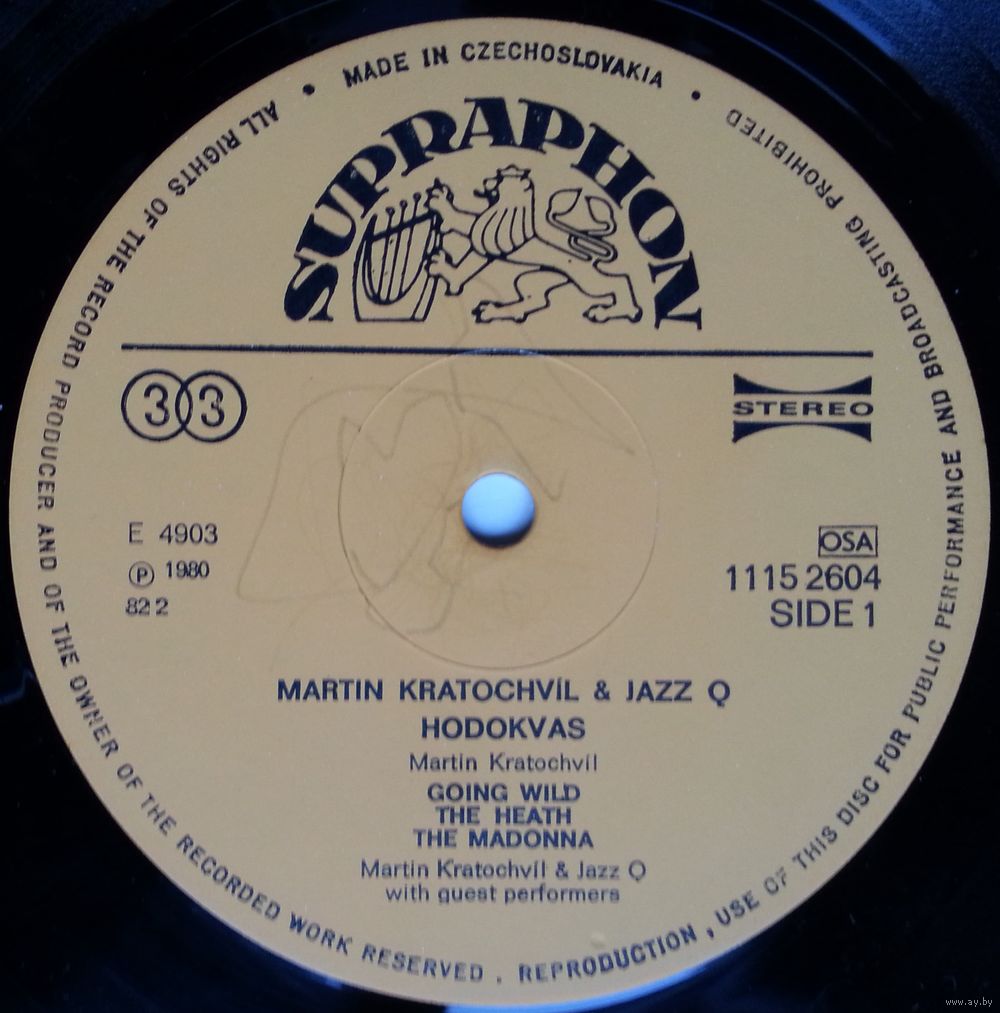 MADE IN CZECHOSLOVAKIA
ALL RIGHTS OF THE RECORD PRODUCER AND OF THE OWNER OF THE RECORDED WORK RESERVED . REPRODUCTION , USE OF THIS DISC FOR PUBLIC PERFORMANCE AND BROADCASTING PROHIBITED
SUPRAPHON
33
STEREO
E 4903
Ⓟ 1980
82 2
OSA
1115 2604
SIDE 1
MARTIN KRATOCHVÍL & JAZZ Q
HODOKVAS
Martin Kratochvíl
GOING WILD
THE HEATH
THE MADONNA
Martin Kratochvíl & Jazz Q
with guest performers
www.ay.by